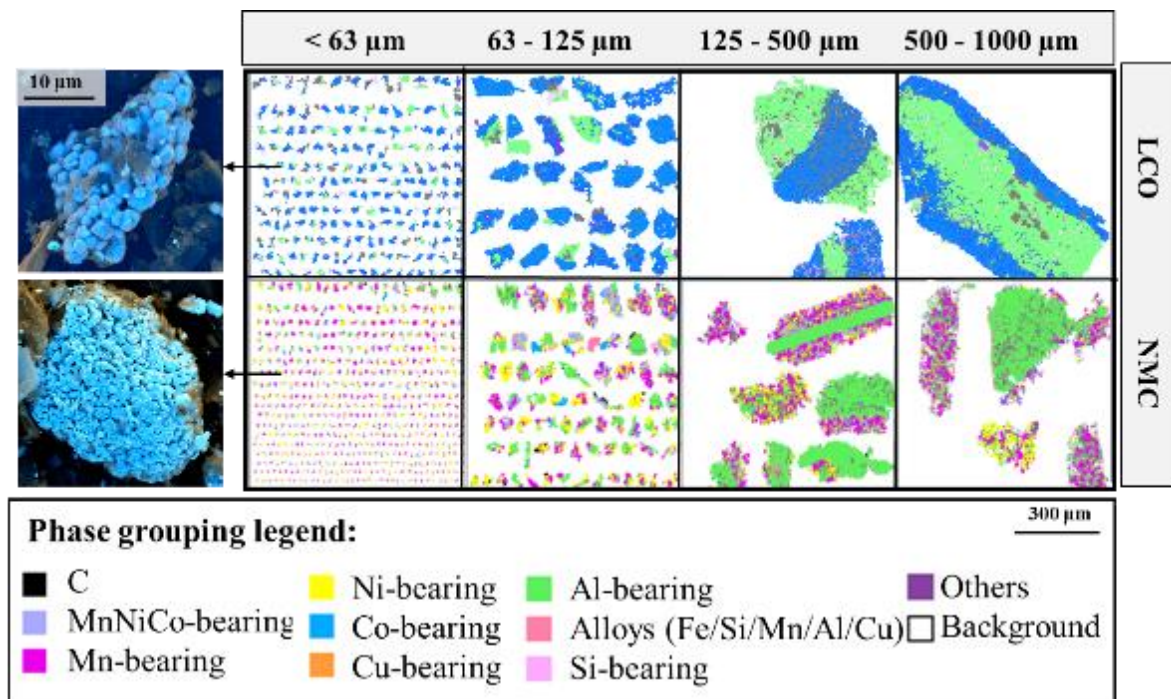 < 63 µm 63 - 125 µm 125 - 500 µm 500 - 1000 µm
10 µm
LCO
NMC
300 µm
Phase grouping legend:
C Ni-bearing Al-bearing Others
MnNiCo-bearing Co-bearing Alloys (Fe/Si/Mn/Al/Cu) Background
Mn-bearing Cu-bearing Si-bearing